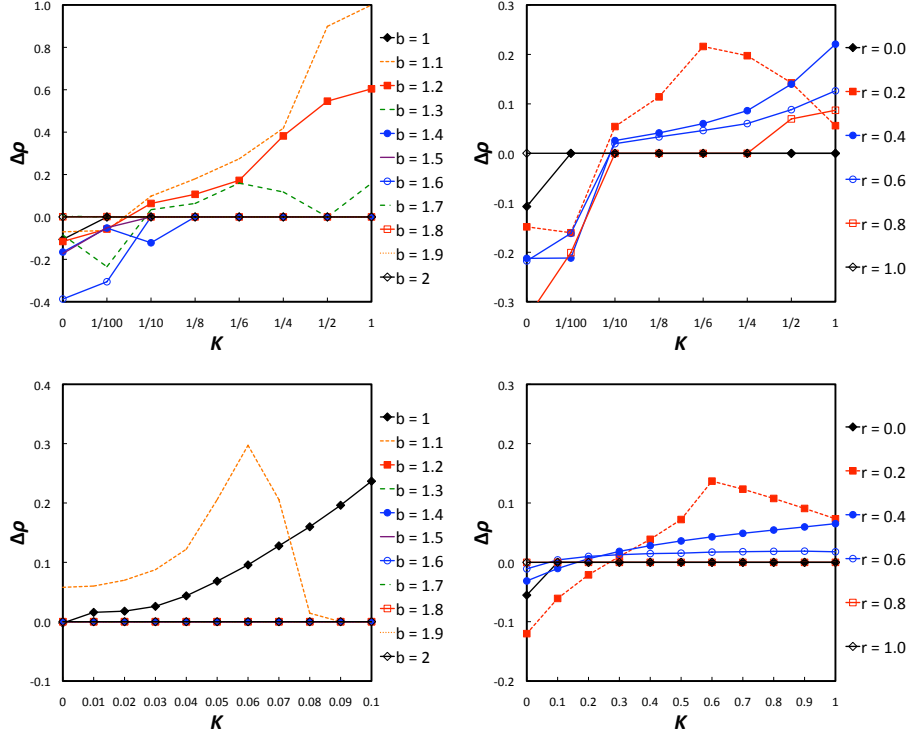 1.0
0.8
0.6
0.4
0.2
0.0
-0.2
-0.4
Δρ
0
1/100
1/10
1/8
1/6
1/4
1/2
1
K
b = 1
b = 1.1
b = 1.2
b = 1.3
b = 1.4
b = 1.5
b = 1.6
b = 1.7
b = 1.8
b = 1.9
b = 2
0.3
0.2
0.1
0.0
-0.1
-0.2
-0.3
Δρ
0
1/100
1/10
1/8
1/6
1/4
1/2
1
K
r = 0.0
r = 0.2
r = 0.4
r = 0.6
r = 0.8
r = 1.0
0.4
0.3
0.2
0.1
0.0
-0.1
Δρ
0
0.01
0.02
0.03
0.04
0.05
0.06
0.07
0.08
0.09
0.1
K
b = 1
b = 1.1
b = 1.2
b = 1.3
b = 1.4
b = 1.5
b = 1.6
b = 1.7
b = 1.8
b = 1.9
b = 2
0.3
0.2
0.1
0.0
-0.1
-0.2
Δρ
0
0.1
0.2
0.3
0.4
0.5
0.6
0.7
0.8
0.9
1
K
r = 0.0
r = 0.2
r = 0.4
r = 0.6
r = 0.8
r = 1.0